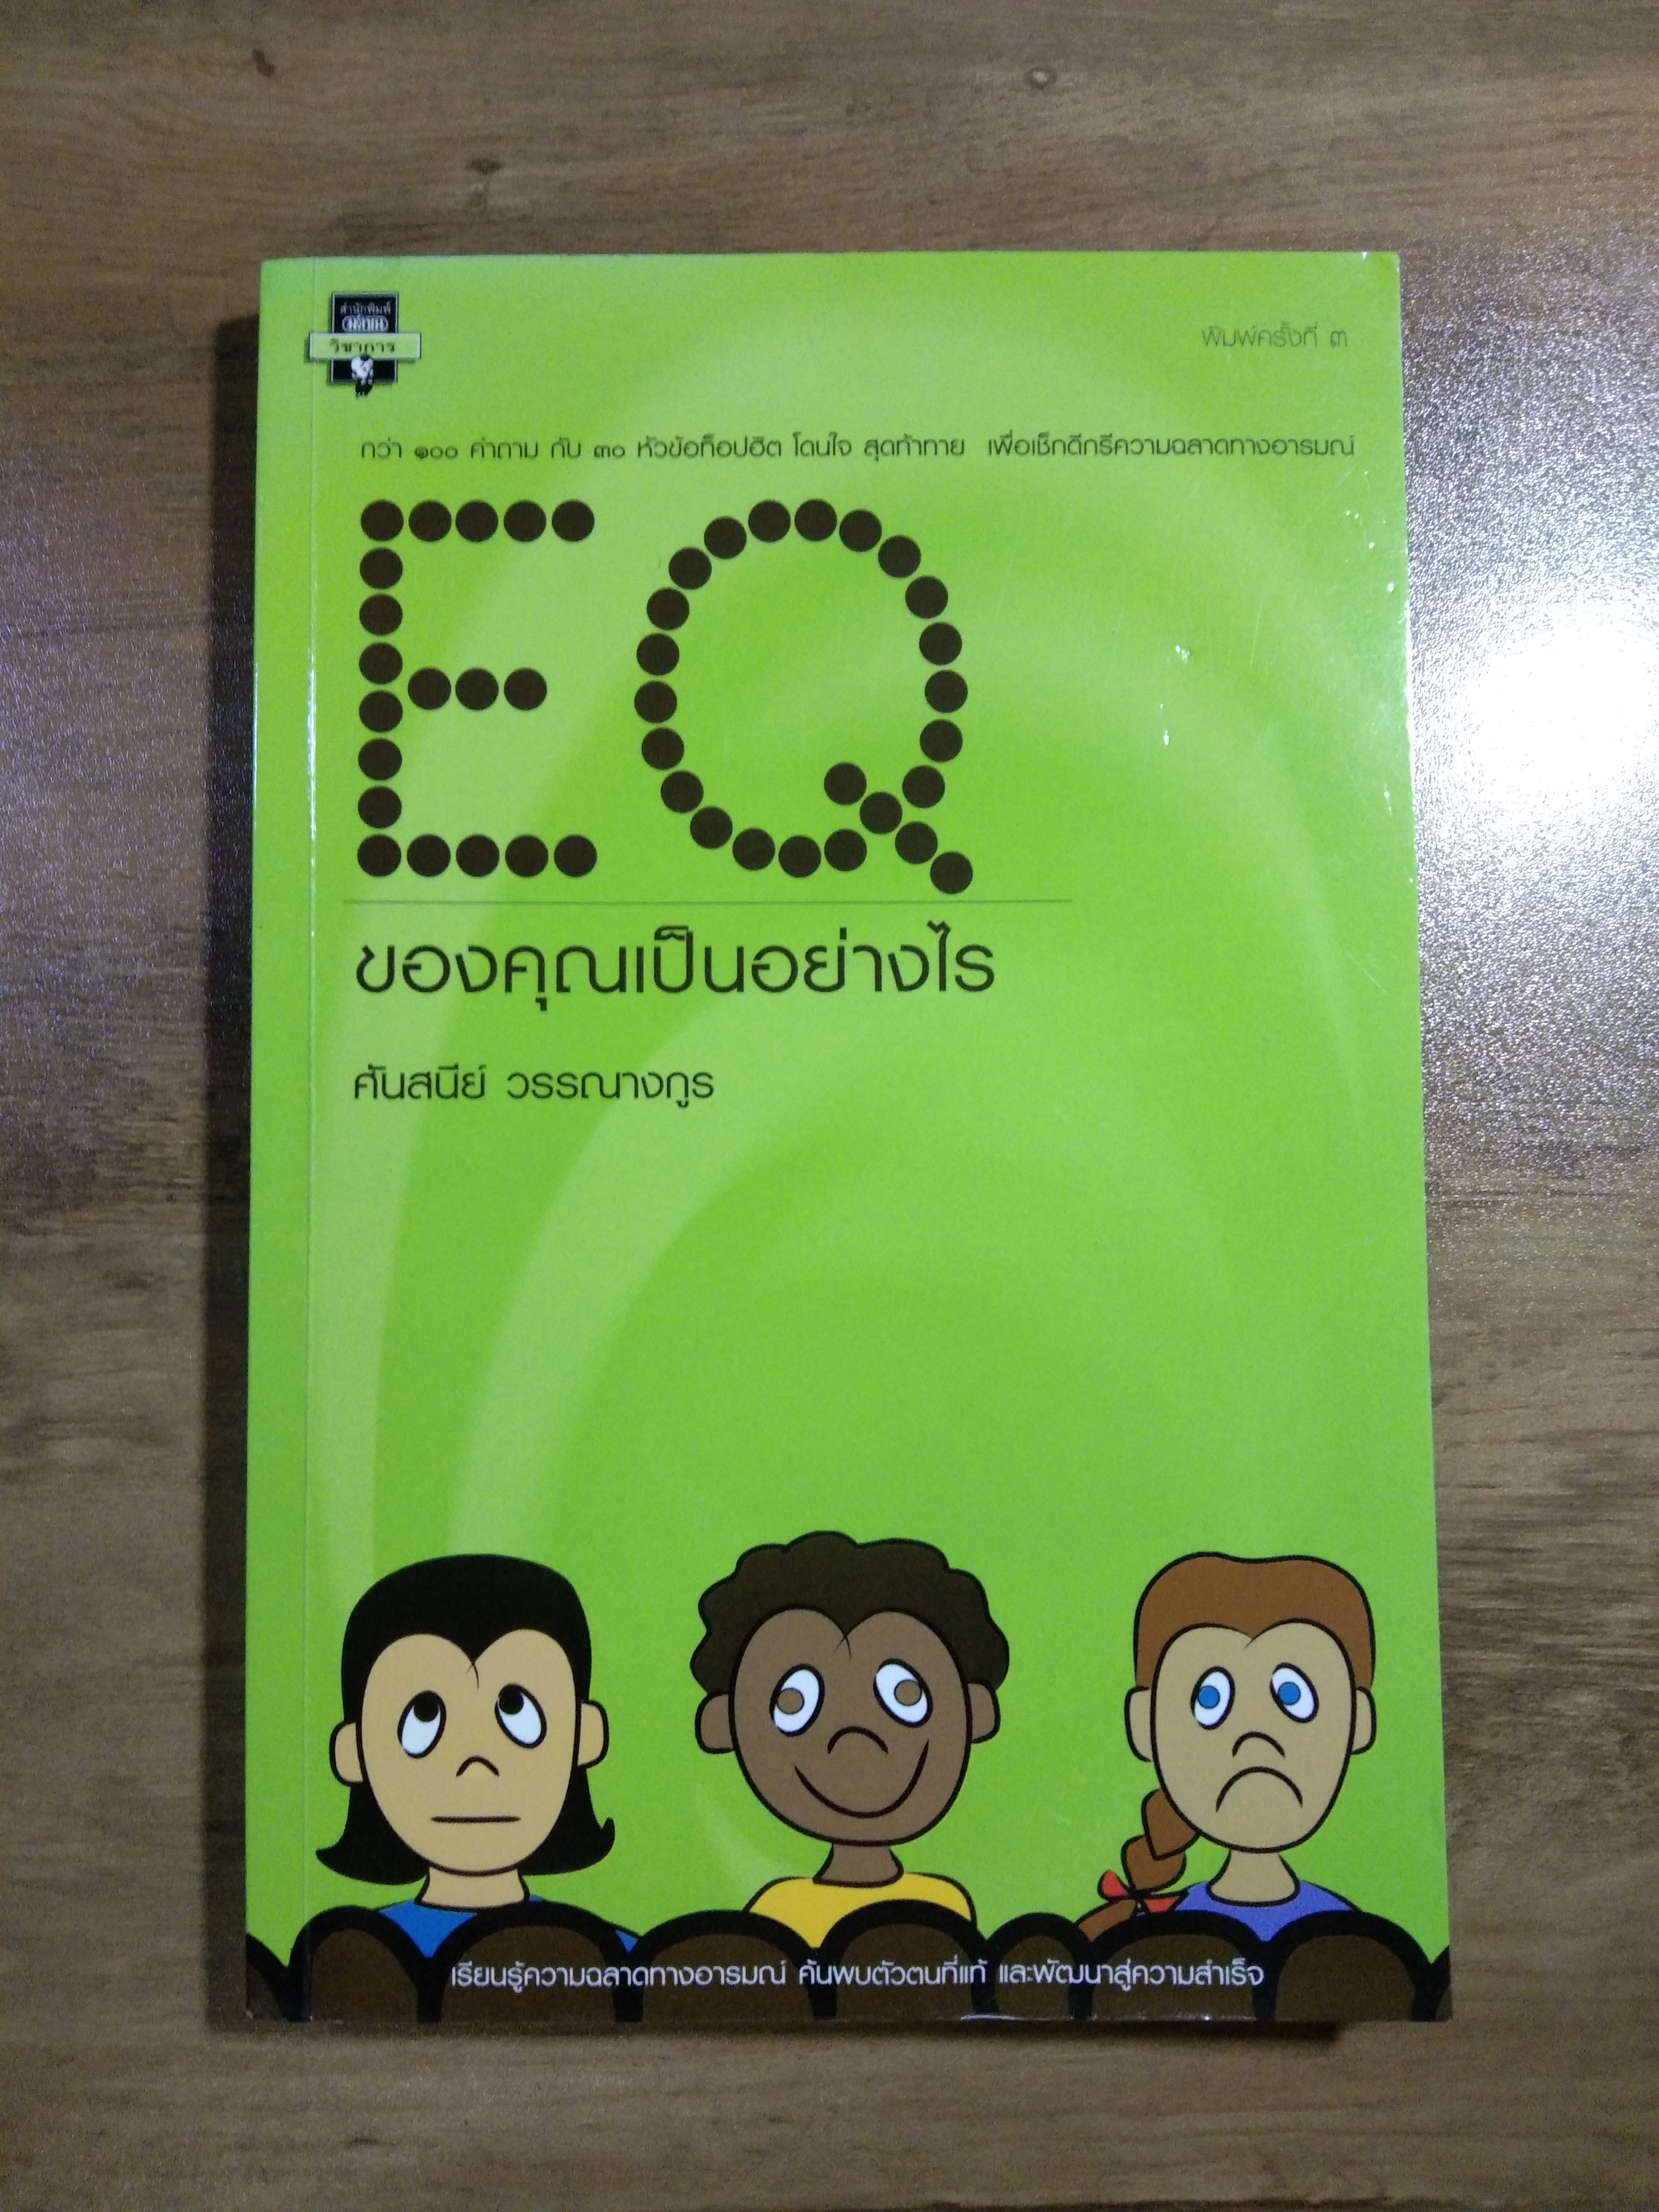 สำนักพิมพ์
มติชน
วิชาการ
พิมพ์ครั้งที่ ๓
กว่า ๑๐๐ คำถาม กับ ๓๐ หัวข้อท็อปฮิต โดนใจ สุดท้าทาย เพื่อเช็กดีกรีความฉลาดทางอารมณ์
EQ
ของคุณเป็นอย่างไร
ศันสนีย์ วรรณางกูร
เรียนรู้ความฉลาดทางอารมณ์ ค้นพบตัวตนที่แท้ และพัฒนาสู่ความสำเร็จ